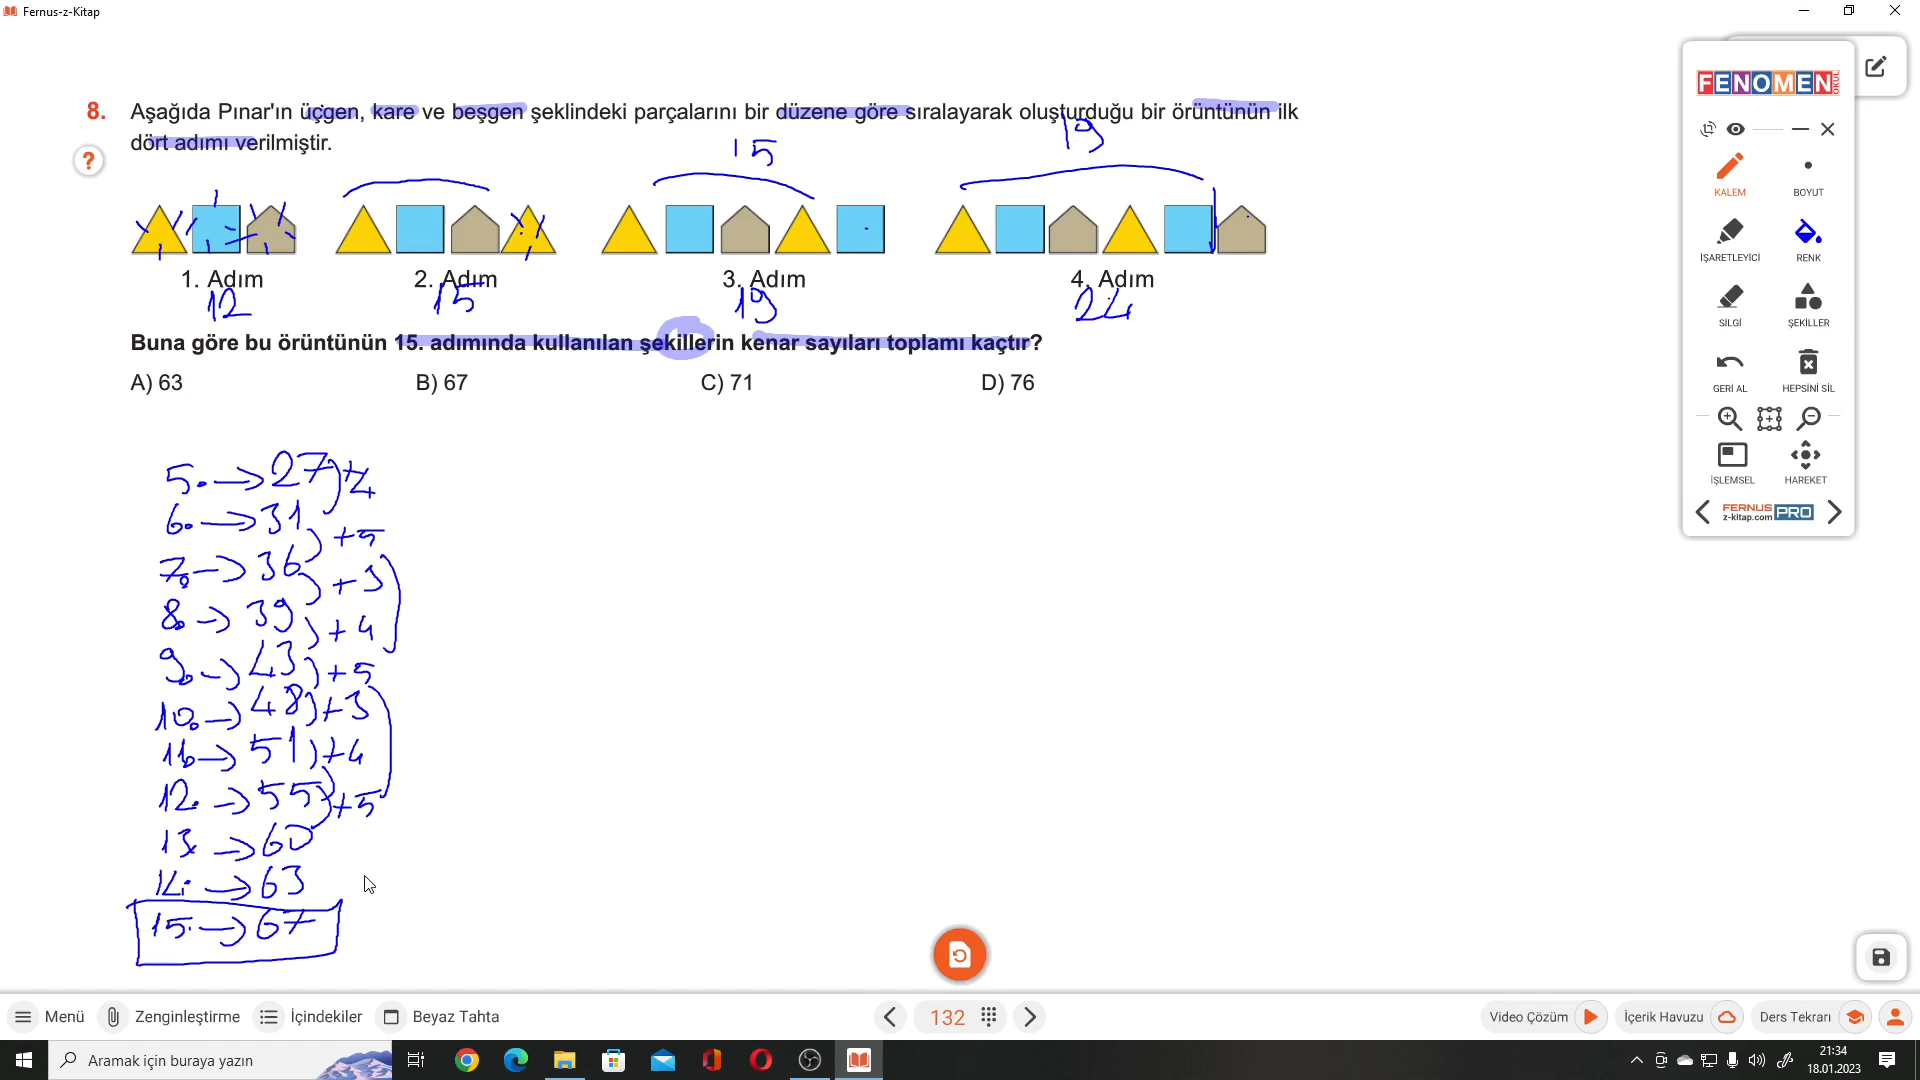 Fernus-z-Kitap
8. Aşağıda Pınar'ın üçgen, kare ve beşgen şeklindeki parçalarını bir düzene göre sıralayarak oluşturduğu bir örüntünün ilk
dört adımı verilmiştir.
?
15 19
1. Adım 2. Adım 3. Adım 4. Adım
12 15 19 24
Buna göre bu örüntünün 15. adımında kullanılan şekillerin kenar sayıları toplamı kaçtır?
A) 63 B) 67 C) 71 D) 76
5. → 27 +4
6. → 31 +5
7. → 36 +3
8. → 39 +4
9. → 43 +5
10. → 48 +3
11. → 51 +4
12. → 55 +5
13. → 60
14. → 63
15. → 67
FENOMEN OKUL
KALEM BOYUT
İŞARETLEYİCİ RENK
SİLGİ ŞEKİLLER
GERİ AL HEPSİNİ SİL
İŞLEMSEL HAREKET
FERNUS z-kitap.com PRO
Menü Zenginleştirme İçindekiler Beyaz Tahta 132 Video Çözüm İçerik Havuzu Ders Tekrarı
Aramak için buraya yazın
21:34
18.01.2023